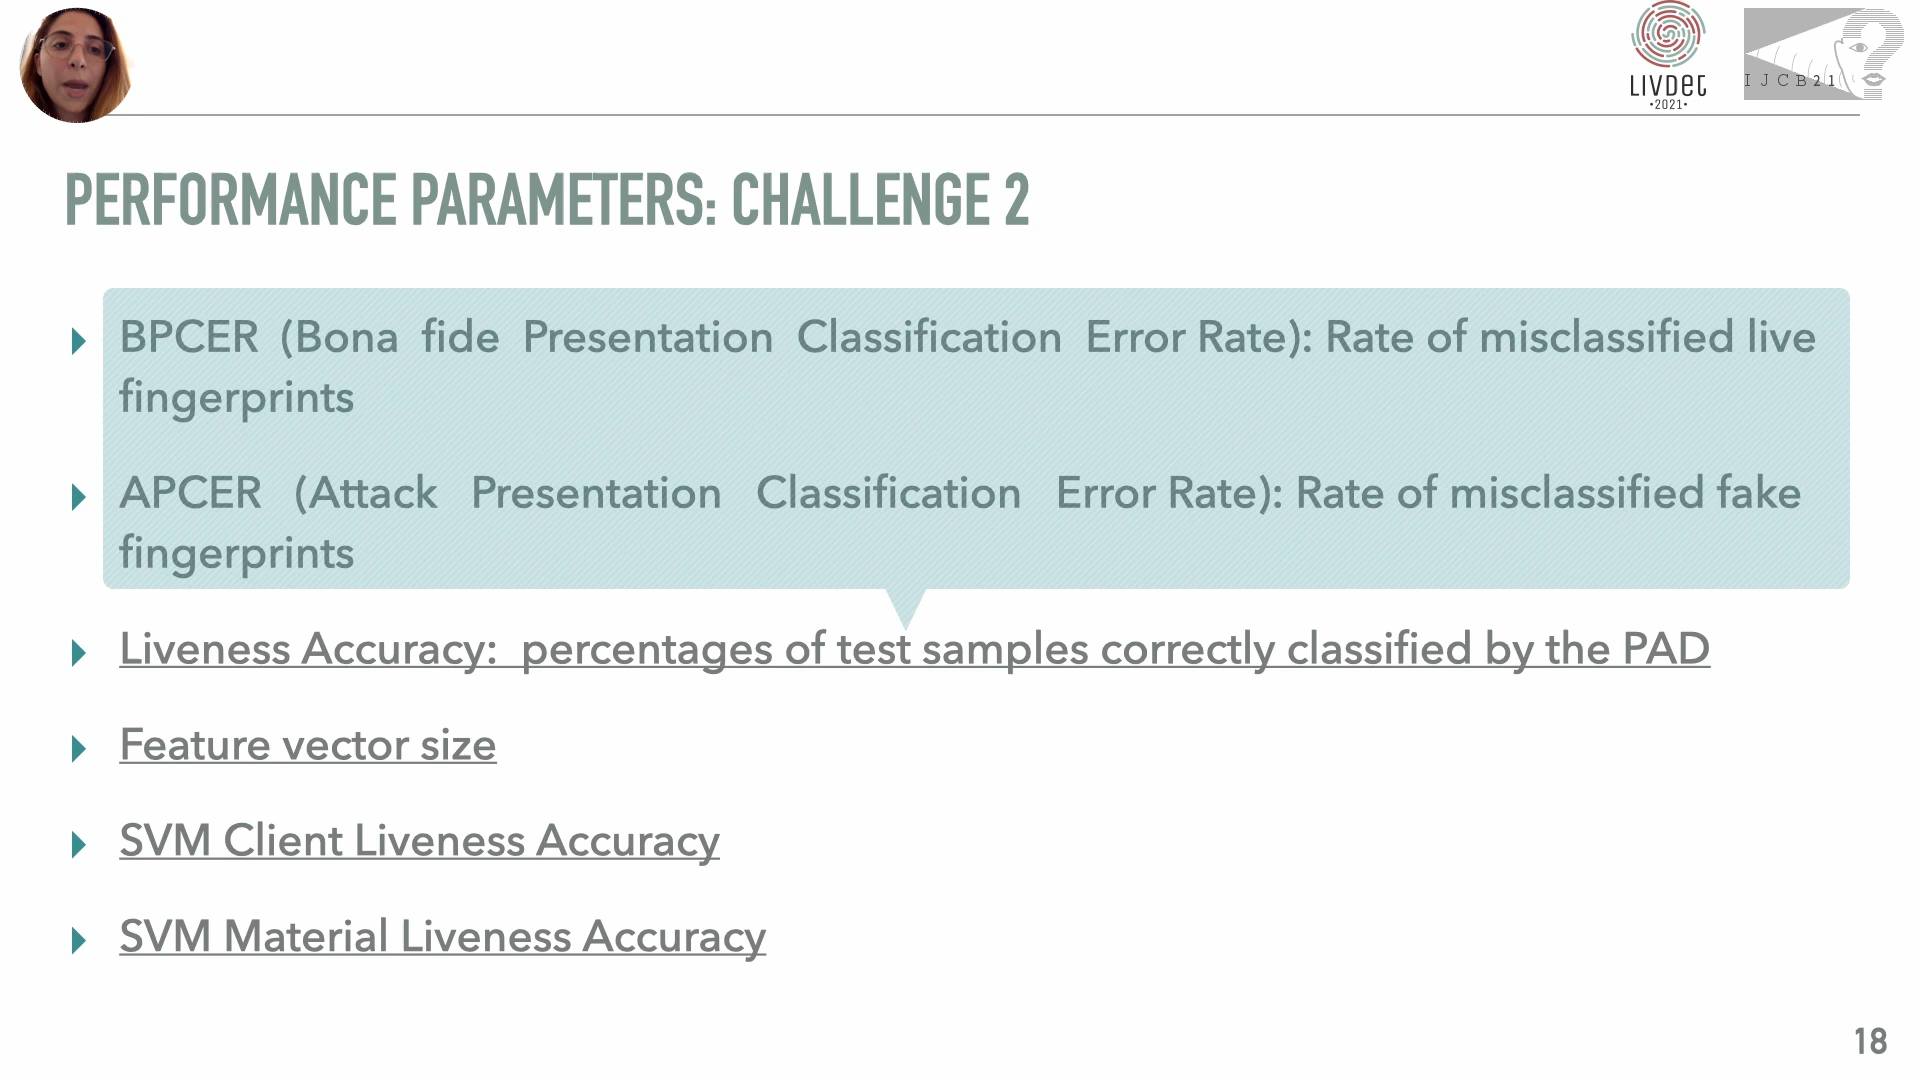 LIVDET
•2021•
IJCB21
PERFORMANCE PARAMETERS: CHALLENGE 2
BPCER (Bona fide Presentation Classification Error Rate): Rate of misclassified live
fingerprints
APCER (Attack Presentation Classification Error Rate): Rate of misclassified fake
fingerprints
Liveness Accuracy: percentages of test samples correctly classified by the PAD
Feature vector size
SVM Client Liveness Accuracy
SVM Material Liveness Accuracy
18